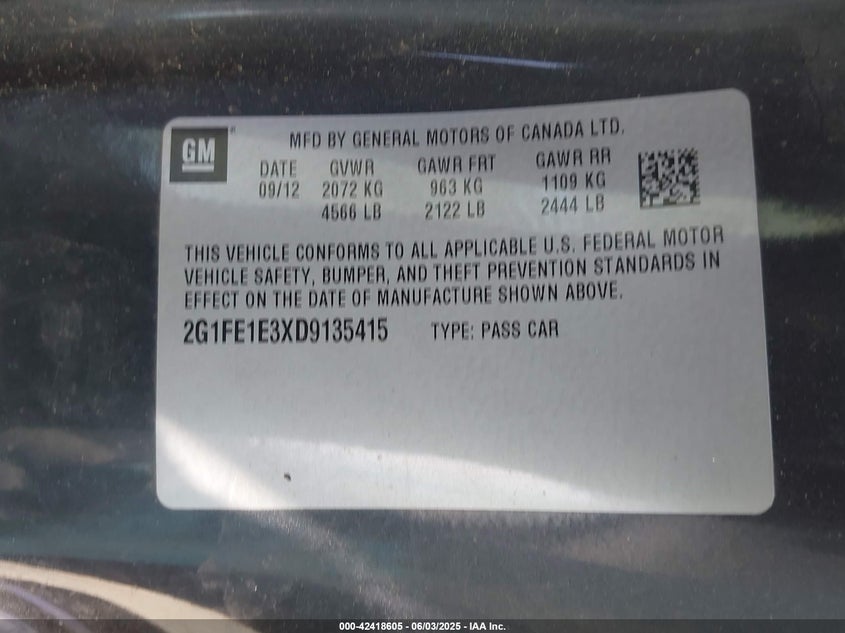 GM
MFD BY GENERAL MOTORS OF CANADA LTD.
DATE GVWR GAWR FRT GAWR RR
09/12 2072 KG 963 KG 1109 KG
4566 LB 2122 LB 2444 LB
THIS VEHICLE CONFORMS TO ALL APPLICABLE U.S. FEDERAL MOTOR
VEHICLE SAFETY, BUMPER, AND THEFT PREVENTION STANDARDS IN
EFFECT ON THE DATE OF MANUFACTURE SHOWN ABOVE.
2G1FE1E3XD9135415 TYPE: PASS CAR
000-42418605 - 06/03/2025 - IAA Inc.